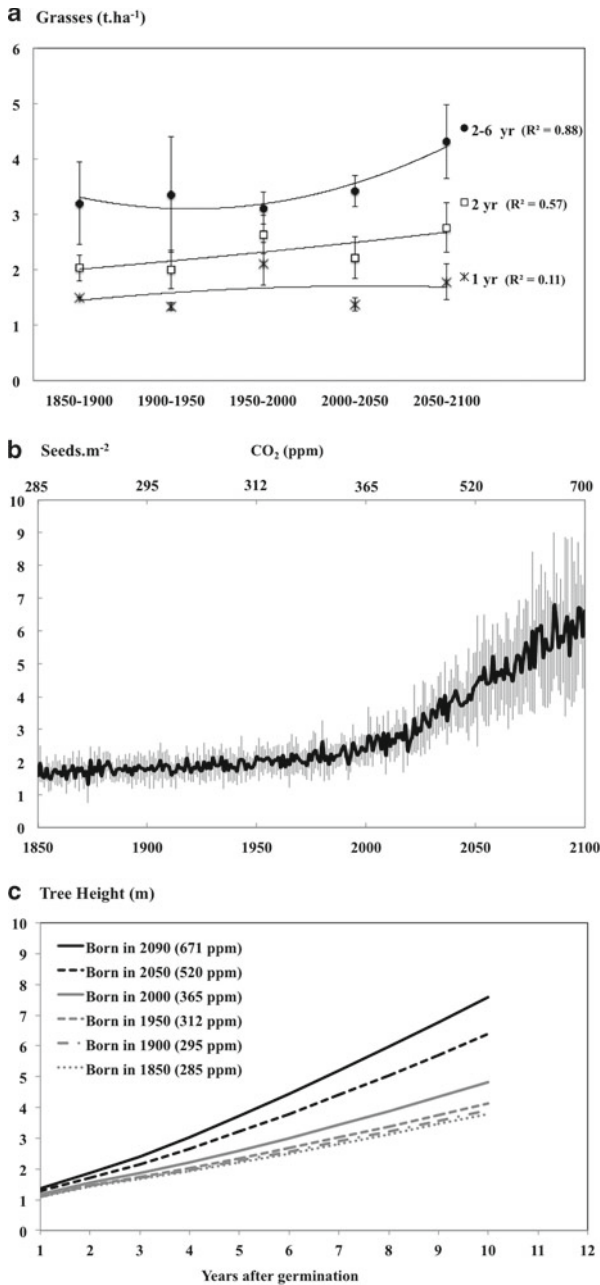 a Grasses (t.ha⁻¹)
6
5
4
3
2
1
0
2-6 yr (R² = 0.88)
2 yr (R² = 0.57)
1 yr (R² = 0.11)
1850-1900 1900-1950 1950-2000 2000-2050 2050-2100
b Seeds.m⁻² CO₂ (ppm)
285 295 312 365 520 700
10
9
8
7
6
5
4
3
2
1
0
1850 1900 1950 2000 2050 2100
c Tree Height (m)
10
9
8
7
6
5
4
3
2
1
0
Born in 2090 (671 ppm)
Born in 2050 (520 ppm)
Born in 2000 (365 ppm)
Born in 1950 (312 ppm)
Born in 1900 (295 ppm)
Born in 1850 (285 ppm)
1 2 3 4 5 6 7 8 9 10 11 12
Years after germination